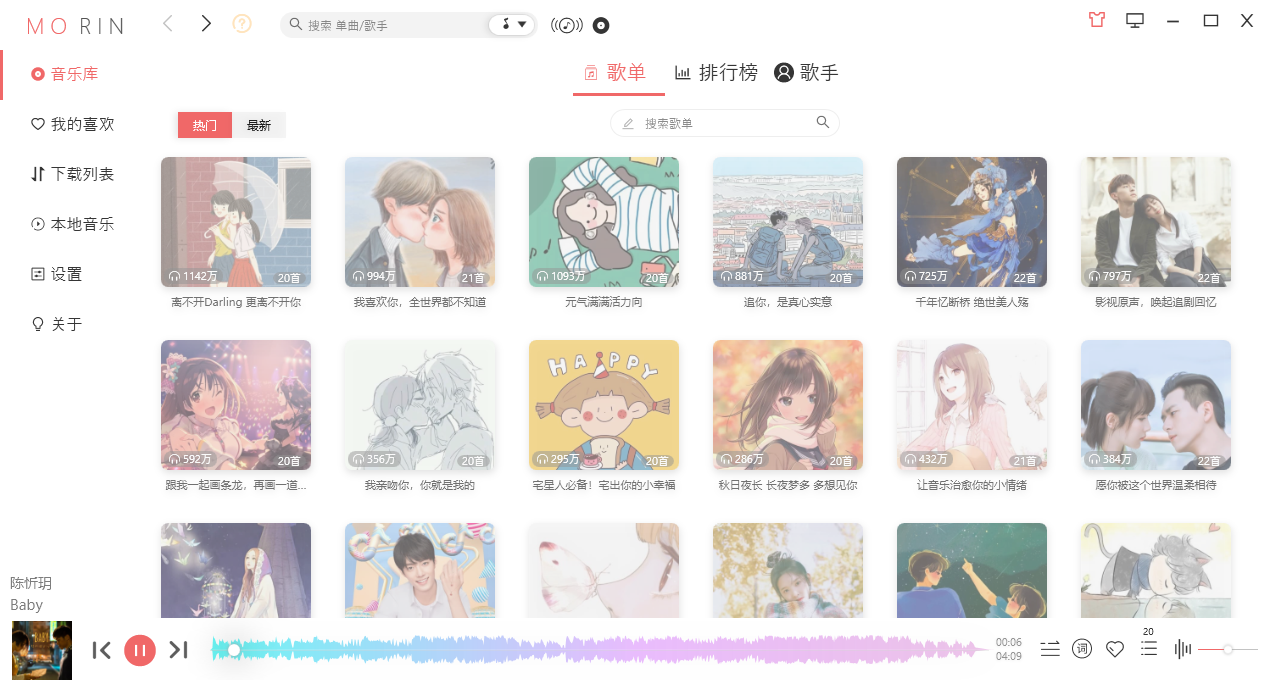 MO RIN
搜索 单曲/歌手
音乐库
我的喜欢
下载列表
本地音乐
设置
关于
歌单
排行榜
歌手
热门
最新
搜索歌单
1142万
20首
994万
21首
1093万
20首
881万
20首
725万
22首
797万
22首
离不开Darling 更离不开你
我喜欢你，全世界都不知道
元气满满活力向
追你，是真心实意
千年忆断桥 绝世美人殇
影视原声，唤起追剧回忆
HAPPY
592万
20首
356万
20首
295万
20首
286万
20首
432万
21首
384万
22首
跟我一起画条龙，再画一道...
我亲吻你，你就是我的
宅星人必备！宅出你的小幸福
秋日夜长 长夜梦多 多想见你
让音乐治愈你的小情绪
愿你被这个世界温柔相待
陈忻玥
Baby
00:06
04:09
词
20